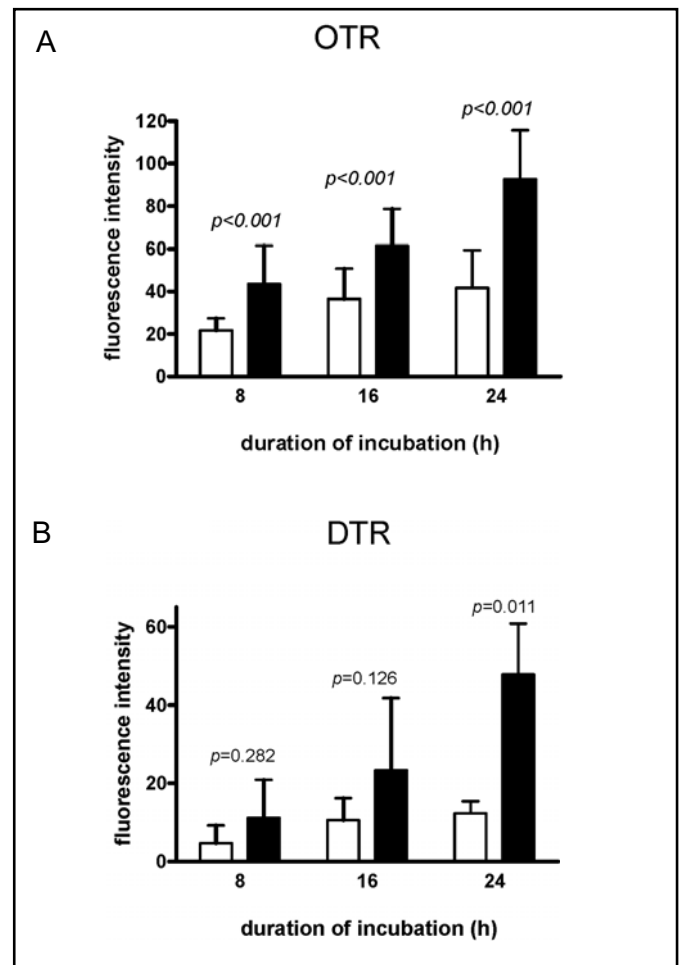 A
OTR
p<0.001
p<0.001
p<0.001
120
100
80
60
40
20
0
fluorescence intensity
8 16 24
duration of incubation (h)
B
DTR
p=0.011
p=0.126
p=0.282
60
40
20
0
fluorescence intensity
8 16 24
duration of incubation (h)